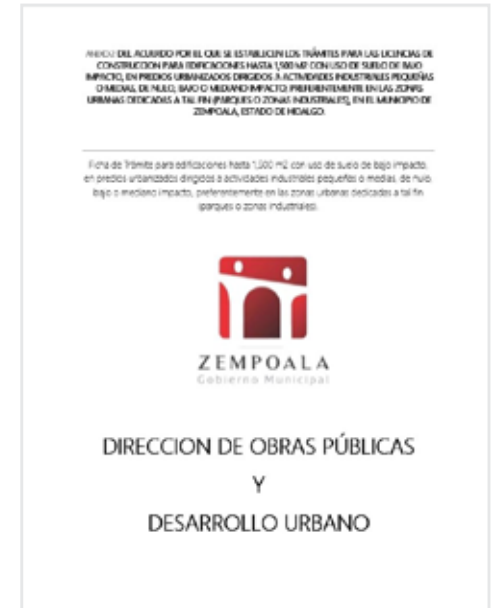 ANEXO 2 DEL ACUERDO POR EL QUE SE ESTABLECEN LOS TRÁMITES PARA LAS LICENCIAS DE
CONSTRUCCION PARA EDIFICACIONES HASTA 1,500 M2 CON USO DE SUELO DE BAJO
IMPACTO, EN PREDIOS URBANIZADOS DIRIGIDOS A ACTIVIDADES INDUSTRIALES PEQUEÑAS
O MEDIAS, DE NULO, BAJO O MEDIANO IMPACTO; PREFERENTEMENTE EN LAS ZONAS
URBANAS DEDICADAS A TAL FIN (PARQUES O ZONAS INDUSTRIALES), EN EL MUNICIPIO DE
ZEMPOALA, ESTADO DE HIDALGO.
Ficha de Trámite para edificaciones hasta 1,500 m2, con uso de suelo de bajo impacto,
en predios urbanizados dirigidos a actividades industriales pequeñas o medias, de nulo,
bajo o mediano impacto, preferentemente en las zonas urbanas dedicadas a tal fin
(parques o zonas industriales).
ZEMPOALA
Gobierno Municipal
DIRECCION DE OBRAS PÚBLICAS
Y
DESARROLLO URBANO